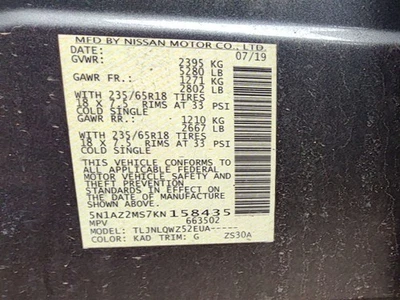 MFD BY NISSAN MOTOR CO., LTD.
DATE: 07/19
GVWR: 2395 KG
5280 LB
GAWR FR: 1271 KG
2802 LB
WITH 235/65R18 TIRES
18 X 7.5 RIMS AT 33 PSI
COLD SINGLE
GAWR RR: 1210 KG
2667 LB
WITH 235/65R18 TIRES
18 X 7.5 RIMS AT 33 PSI
COLD SINGLE
THIS VEHICLE CONFORMS TO
ALL APPLICABLE FEDERAL
MOTOR VEHICLE SAFETY, BUMPER,
AND THEFT PREVENTION
STANDARDS IN EFFECT ON THE
DATE OF MANUFACTURE
SHOWN ABOVE.
5N1AZ2MS7KN158435
MPV 663502
MODEL: TLJNLQWZ52EUA-----
COLOR: KAD TRIM: G ZS30A